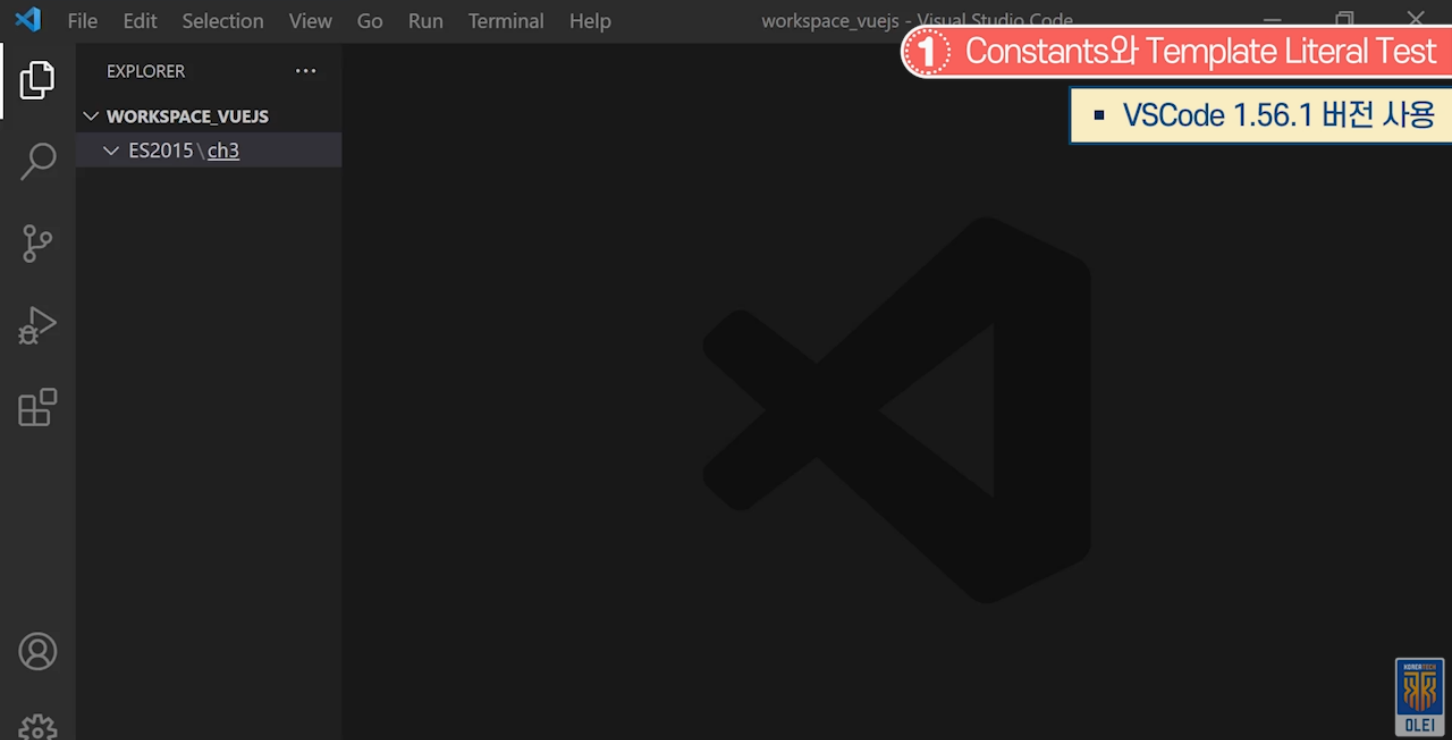 File Edit Selection View Go Run Terminal Help workspace_vuejs - Visual Studio Code
1 Constants와 Template Literal Test
EXPLORER
▪ VSCode 1.56.1 버전 사용
WORKSPACE_VUEJS
ES2015\ch3
KOREATECH
OLEI